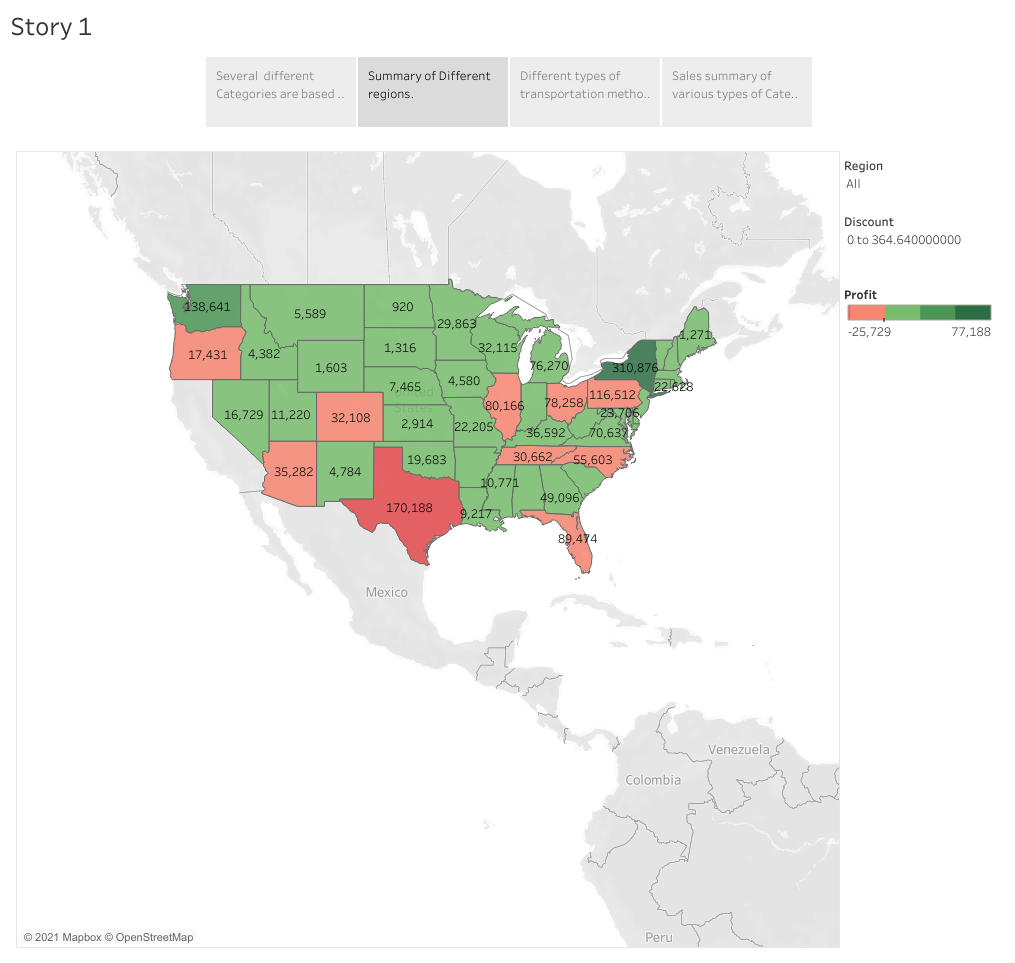 Story 1
Several different
Categories are based ..
Summary of Different
regions.
Different types of
transportation metho..
Sales summary of
various types of Cate..
Region
All
Discount
0 to 364.640000000
Profit
-25,729
77,188
138,641
5,589
920
29,863
1,271
17,431
4,382
1,603
1,316
32,115
76,270
310,876
7,465
4,580
22,628
United
States
16,729
11,220
32,108
2,914
22,205
80,166
78,258
116,512
23,706
36,592
70,637
35,282
4,784
19,683
30,662
55,603
10,771
49,096
170,188
9,217
89,474
Mexico
Venezuela
Colombia
Peru
© 2021 Mapbox © OpenStreetMap